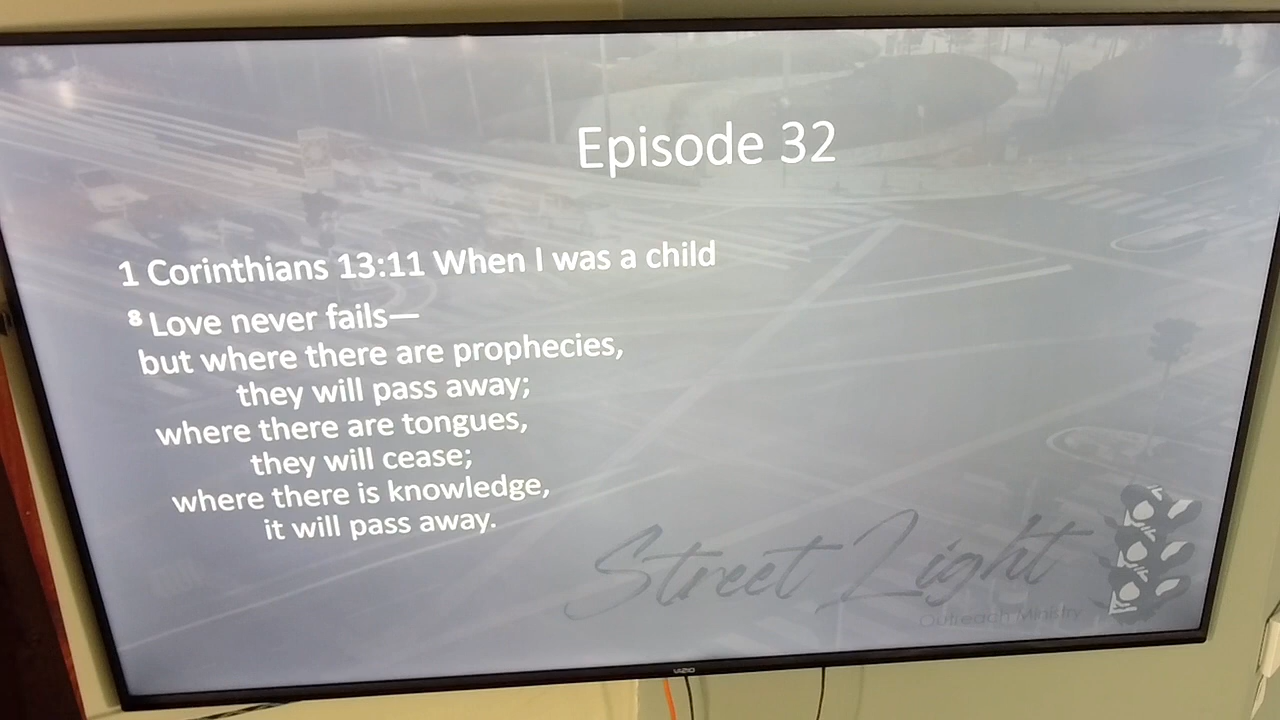 Episode 32
1 Corinthians 13:11 When I was a child
⁸ Love never fails—
but where there are prophecies,
they will pass away;
where there are tongues,
they will cease;
where there is knowledge,
it will pass away.
Street Light
Outreach Ministry
VIZIO